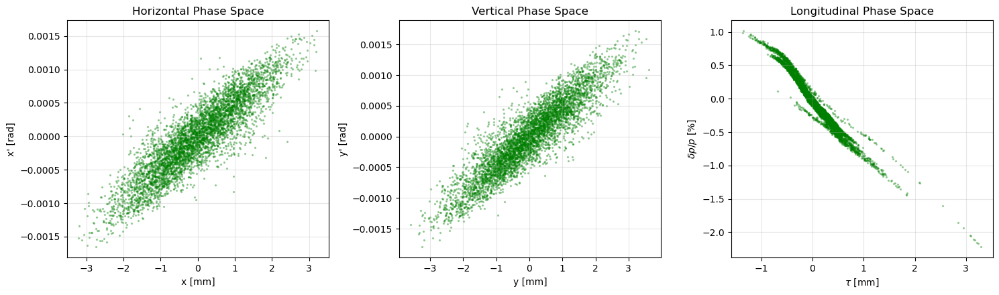 Horizontal Phase Space
x' [rad]
0.0015
0.0010
0.0005
0.0000
−0.0005
−0.0010
−0.0015
−3 −2 −1 0 1 2 3
x [mm]
Vertical Phase Space
y' [rad]
0.0015
0.0010
0.0005
0.0000
−0.0005
−0.0010
−0.0015
−3 −2 −1 0 1 2 3
y [mm]
Longitudinal Phase Space
δp/p [%]
1.0
0.5
0.0
−0.5
−1.0
−1.5
−2.0
−1 0 1 2 3
τ [mm]